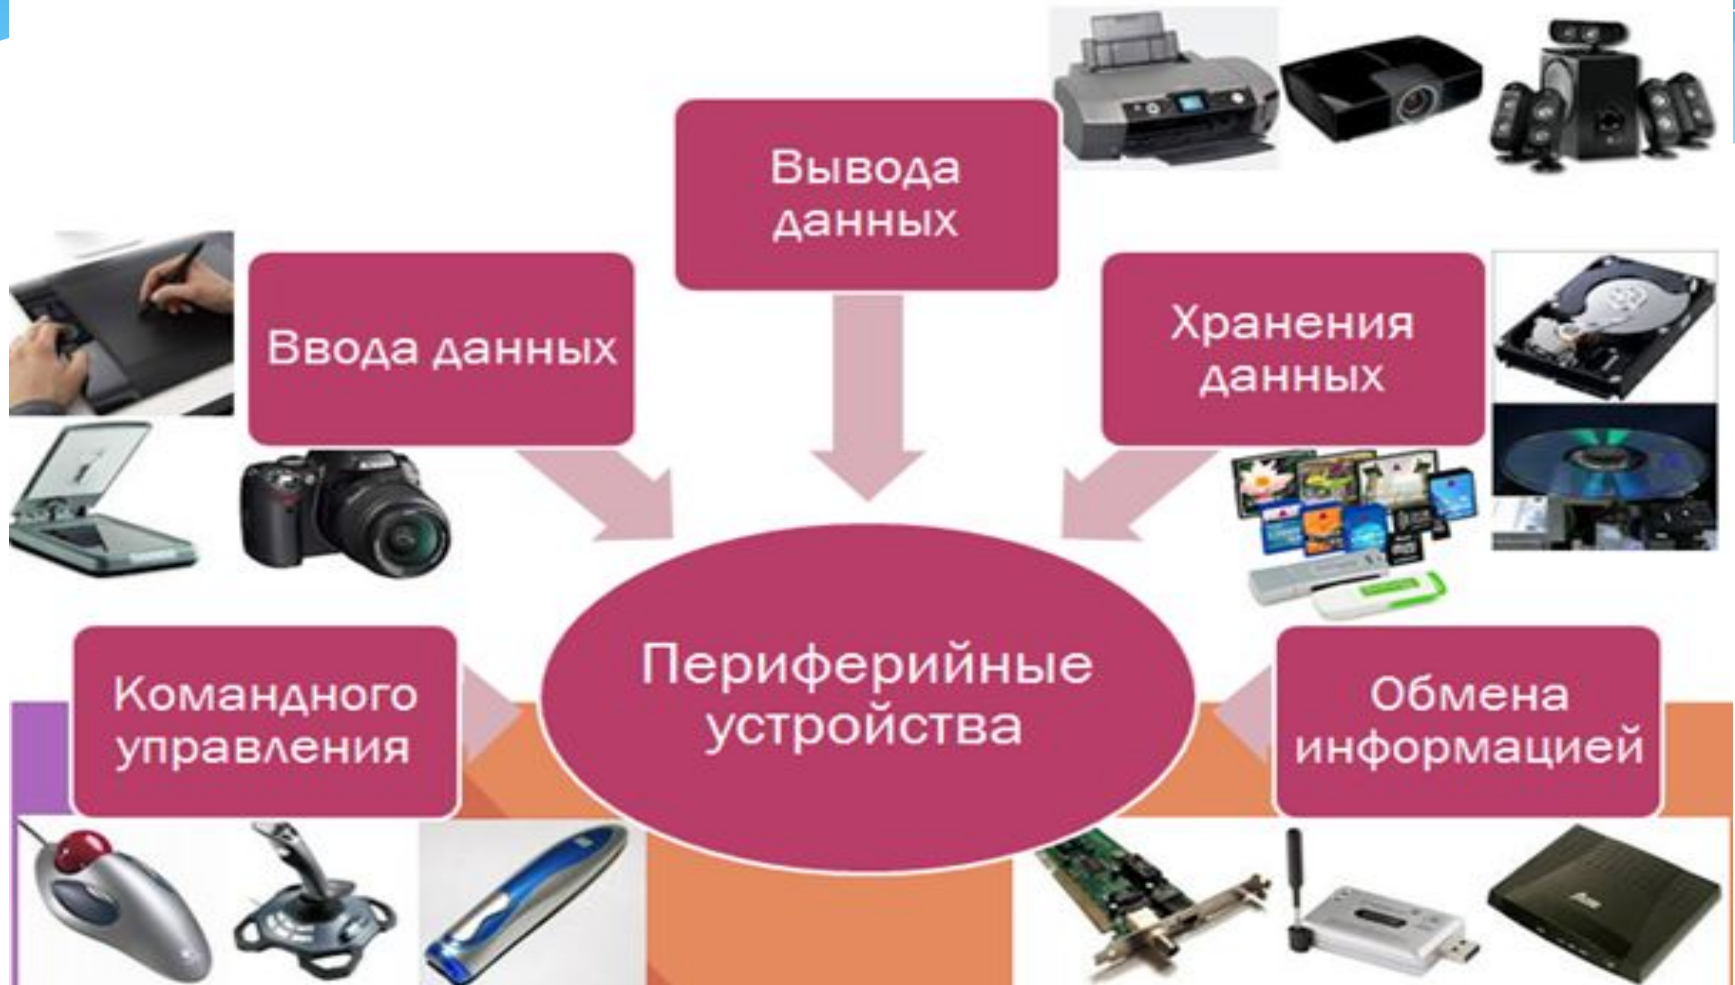 Вывода
данных
Ввода данных
Хранения
данных
Периферийные
устройства
Командного
управления
Обмена
информацией